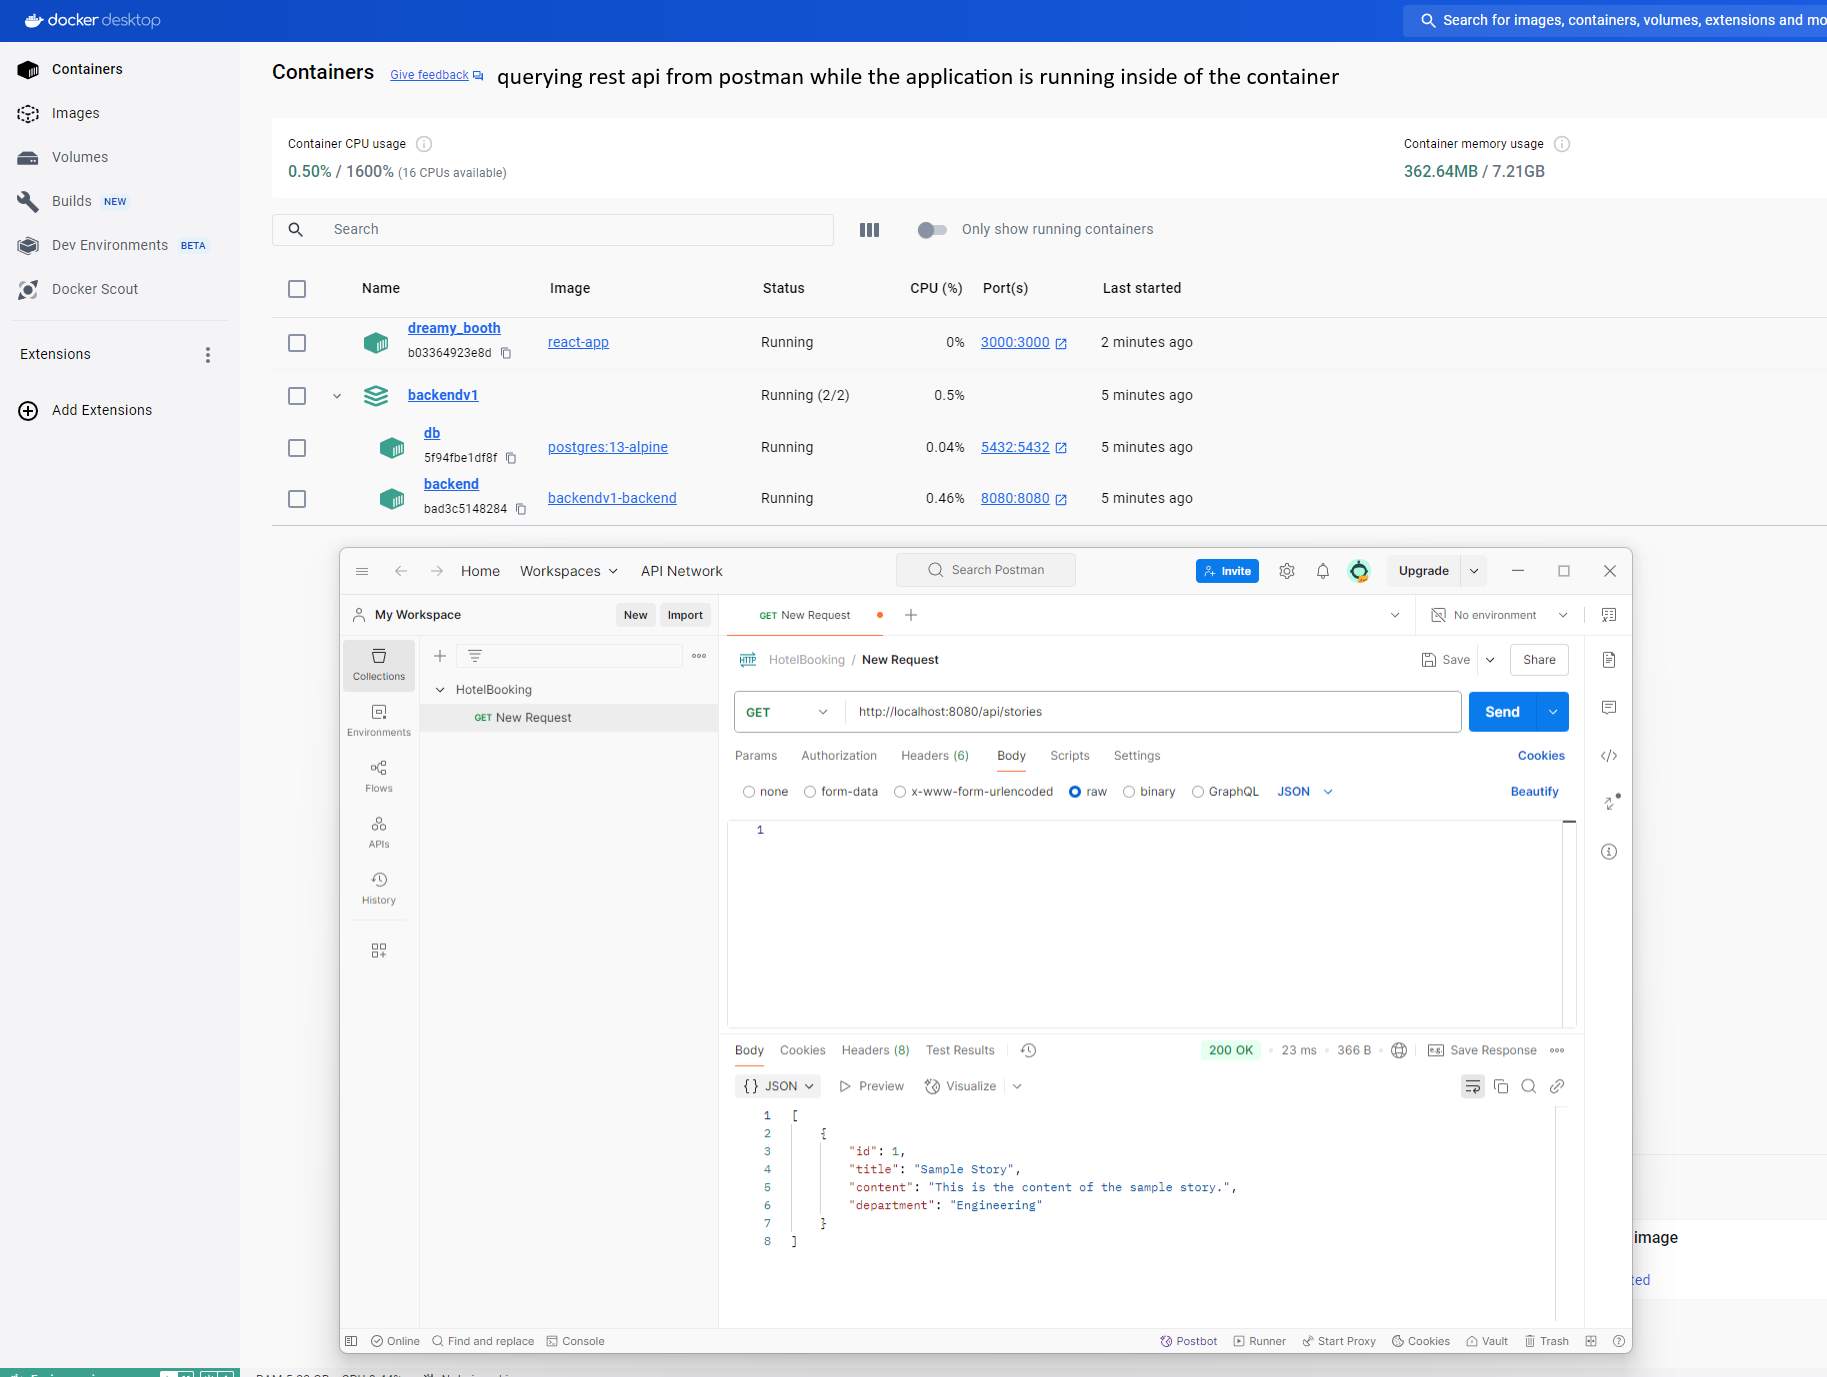 docker desktop
Search for images, containers, volumes, extensions and mo
Containers
Images
Volumes
Builds NEW
Dev Environments BETA
Docker Scout
Extensions
Add Extensions
Containers Give feedback querying rest api from postman while the application is running inside of the container
Container CPU usage
0.50% / 1600% (16 CPUs available)
Container memory usage
362.64MB / 7.21GB
Search
Only show running containers
Name Image Status CPU (%) Port(s) Last started
dreamy_booth
b03364923e8d
react-app Running 0% 3000:3000 2 minutes ago
backendv1 Running (2/2) 0.5% 5 minutes ago
db
5f94fbe1df8f
postgres:13-alpine Running 0.04% 5432:5432 5 minutes ago
backend
bad3c5148284
backendv1-backend Running 0.46% 8080:8080 5 minutes ago
Home Workspaces API Network Search Postman Invite Upgrade
My Workspace New Import
GET New Request No environment
Collections
Environments
Flows
APIs
History
HotelBooking
GET New Request
HTTP HotelBooking / New Request Save Share
GET http://localhost:8080/api/stories Send
Params Authorization Headers (6) Body Scripts Settings Cookies
none form-data x-www-form-urlencoded raw binary GraphQL JSON Beautify
1
Body Cookies Headers (8) Test Results 200 OK 23 ms 366 B e.g. Save Response
{} JSON Preview Visualize
1 [
2 {
3 "id": 1,
4 "title": "Sample Story",
5 "content": "This is the content of the sample story.",
6 "department": "Engineering"
7 }
8 ]
image
ted
Online Find and replace Console Postbot Runner Start Proxy Cookies Vault Trash